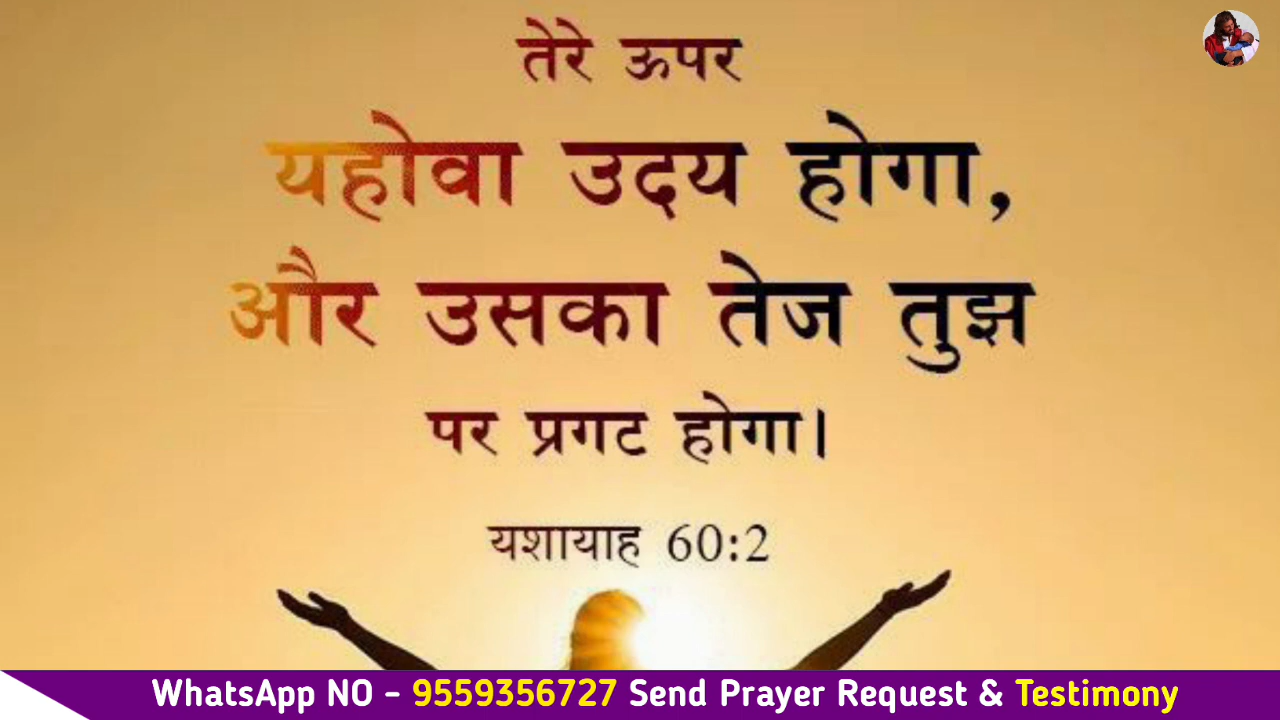 तेरे ऊपर
यहोवा उदय होगा,
और उसका तेज तुझ
पर प्रगट होगा।
यशायाह 60:2
WhatsApp NO - 9559356727 Send Prayer Request & Testimony